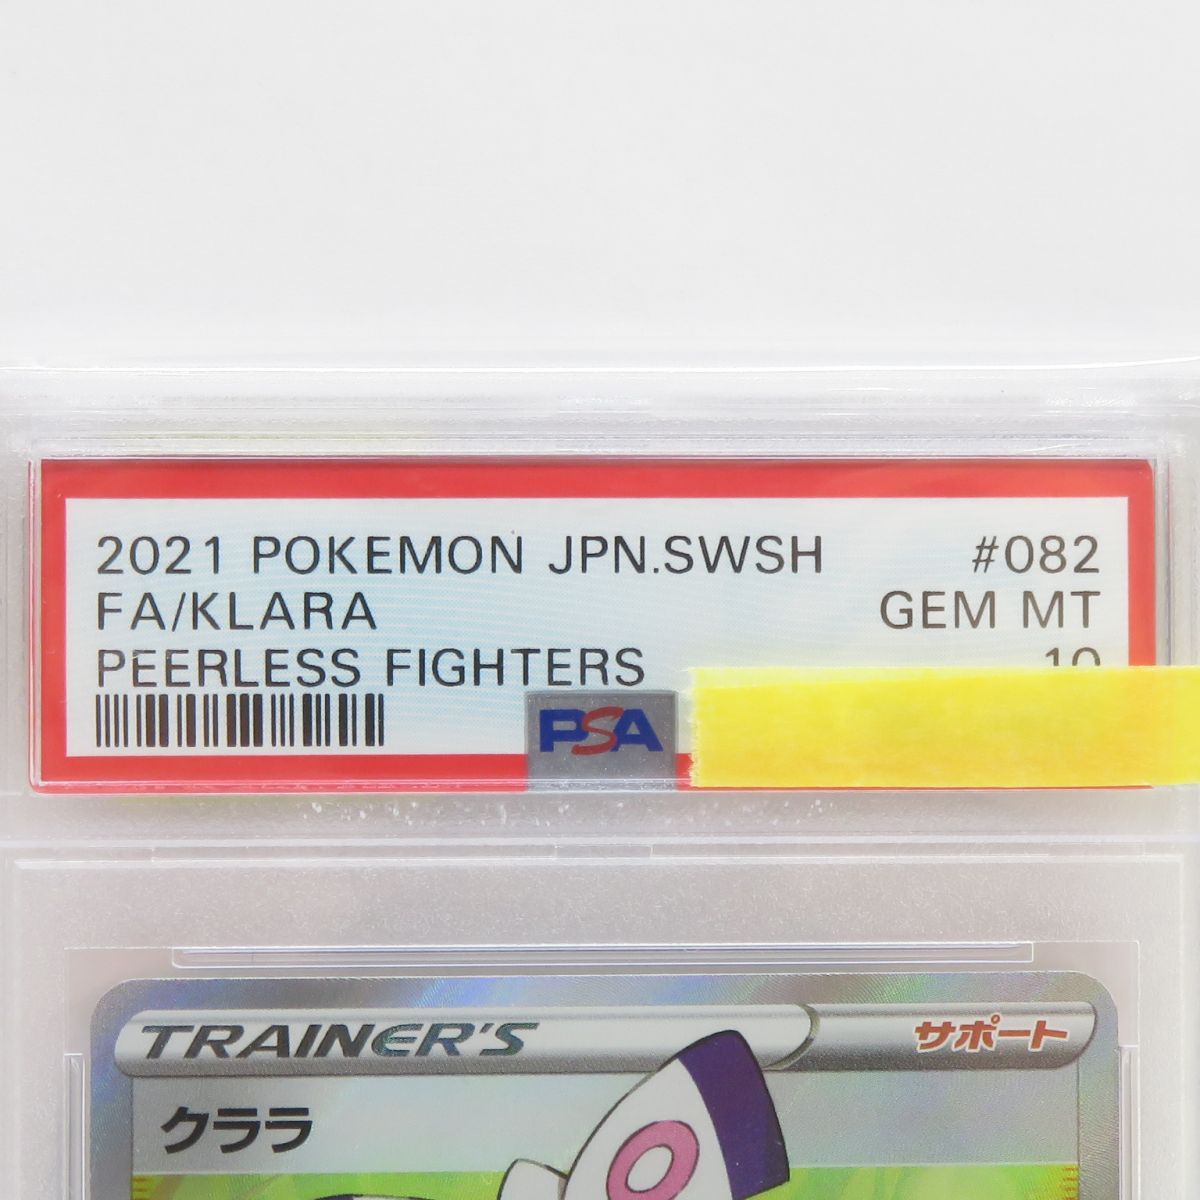 2021 POKEMON JPN.SWSH #082
FA/KLARA GEM MT
PEERLESS FIGHTERS 10
PSA
TRAINER'S サポート
クララ